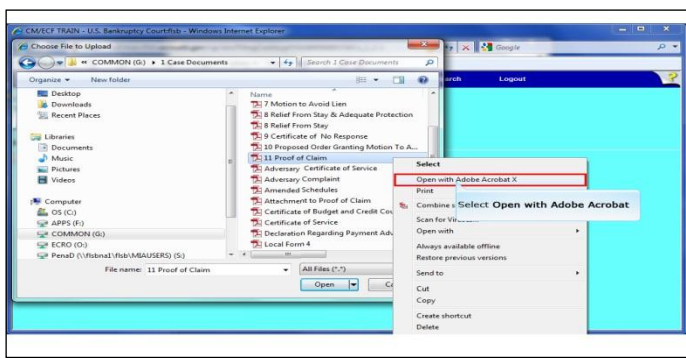 CM/ECF TRAIN - U.S. Bankruptcy Court:flsb - Windows Internet Explorer
Choose File to Upload
COMMON (G:) 1 Case Documents
Search 1 Case Documents
Google
Organize
New folder
arch
Logout
Desktop
Downloads
Recent Places
Libraries
Documents
Music
Pictures
Videos
Computer
OS (C:)
APPS (F:)
COMMON (G:)
ECRO (O:)
PenaD (\\flsbna1\flsb\MIAUSERS) (S:)
Name
7 Motion to Avoid Lien
8 Relief From Stay & Adequate Protection
8 Relief From Stay
9 Certificate of No Response
10 Proposed Order Granting Motion To A...
11 Proof of Claim
Adversary Certificate of Service
Adversary Complaint
Amended Schedules
Attachment to Proof of Claim
Certificate of Budget and Credit Cou
Certificate of Service
Declaration Regarding Payment Adv
Local Form 4
File name: 11 Proof of Claim
All Files (*.*)
Open
Ca
Select
Open with Adobe Acrobat X
Print
Combine s
Select Open with Adobe Acrobat
Scan for Vir
Open with
Always available offline
Restore previous versions
Send to
Cut
Copy
Create shortcut
Delete